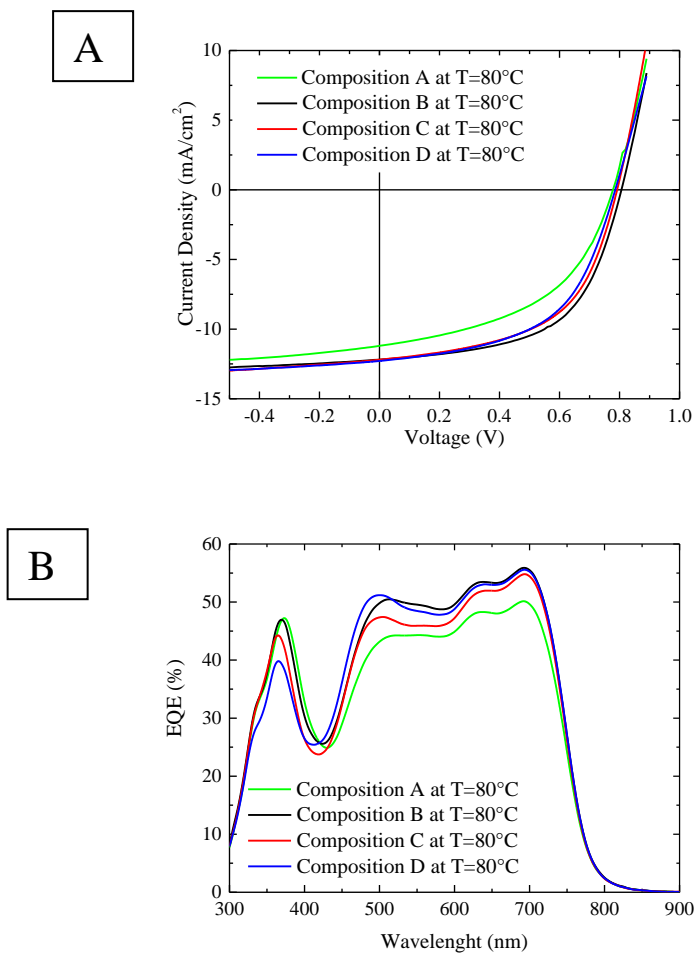 A
10
5
0
-5
-10
-15
Current Density (mA/cm²)
Composition A at T=80°C
Composition B at T=80°C
Composition C at T=80°C
Composition D at T=80°C
-0.4 -0.2 0.0 0.2 0.4 0.6 0.8 1.0
Voltage (V)
B
60
50
40
30
20
10
0
EQE (%)
Composition A at T=80°C
Composition B at T=80°C
Composition C at T=80°C
Composition D at T=80°C
300 400 500 600 700 800 900
Wavelenght (nm)